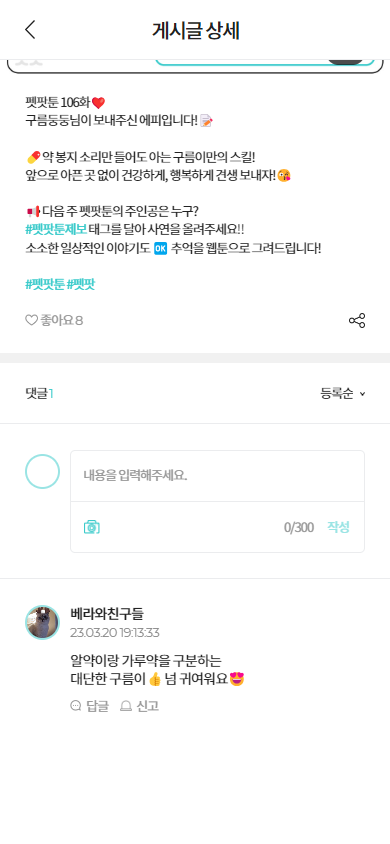 게시글 상세
펫팟툰 106화❤️
구름둥둥님이 보내주신 에피입니다!📝
💊약 봉지 소리만 들어도 아는 구름이만의 스킬!
앞으로 아픈 곳 없이 건강하게, 행복하게 견생 보내자!😘
📢다음 주 펫팟툰의 주인공은 누구?
#펫팟툰제보 태그를 달아 사연을 올려주세요!!
소소한 일상적인 이야기도 🆗 추억을 웹툰으로 그려드립니다!
#펫팟툰 #펫팟
좋아요 8
댓글 1
등록순
내용을 입력해주세요.
0/300 작성
베라와친구들
23.03.20 19:13:33
알약이랑 가루약을 구분하는
대단한 구름이👍 넘 귀여워요😍
답글 신고